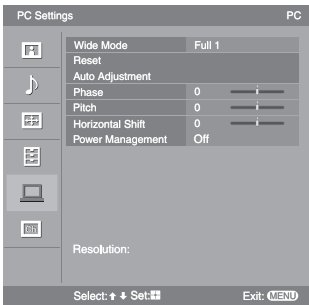 PC Settings PC
Wide Mode Full 1
Reset
Auto Adjustment
Phase 0
Pitch 0
Horizontal Shift 0
Power Management Off
Resolution:
Select: Set: Exit: MENU